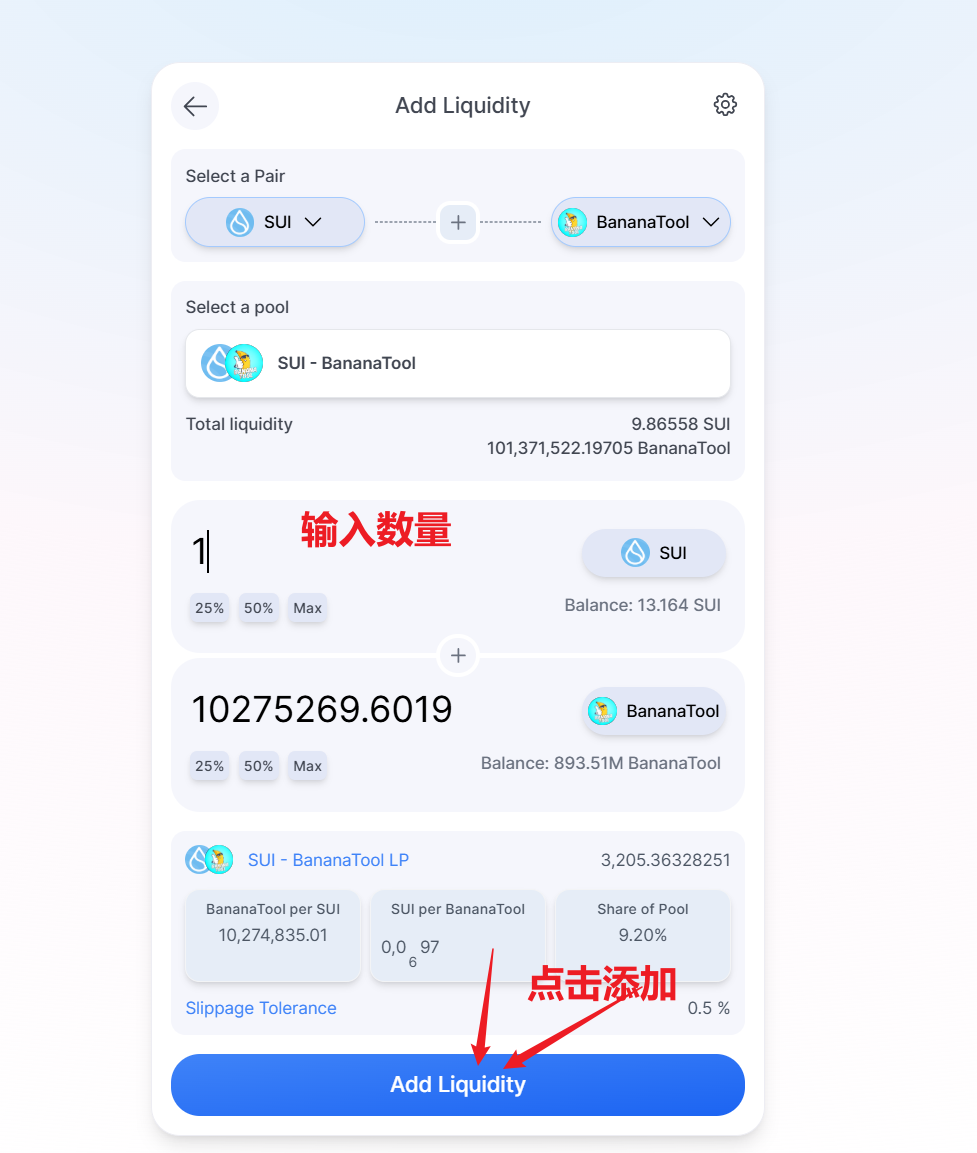 Add Liquidity
Select a Pair
SUI
BananaTool
Select a pool
SUI - BananaTool
Total liquidity
9.86558 SUI
101,371,522.19705 BananaTool
输入数量
1
SUI
25% 50% Max
Balance: 13.164 SUI
10275269.6019
BananaTool
25% 50% Max
Balance: 893.51M BananaTool
SUI - BananaTool LP
3,205.36328251
BananaTool per SUI
10,274,835.01
SUI per BananaTool
0,0₆97
Share of Pool
9.20%
点击添加
Slippage Tolerance
0.5 %
Add Liquidity